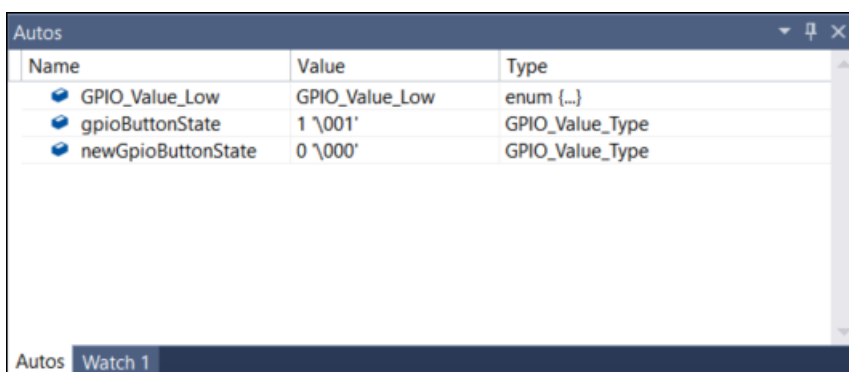 Autos
Name Value Type
GPIO_Value_Low GPIO_Value_Low enum {...}
gpioButtonState 1 '\001' GPIO_Value_Type
newGpioButtonState 0 '\000' GPIO_Value_Type
Autos Watch 1